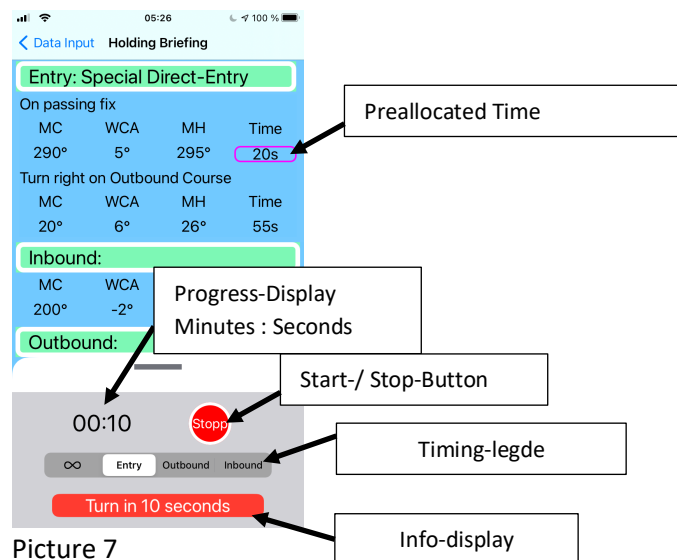 05:26
100 %
Data Input Holding Briefing
Entry: Special Direct-Entry
On passing fix
MC WCA MH Time
290° 5° 295° 20s
Turn right on Outbound Course
MC WCA MH Time
20° 6° 26° 55s
Inbound:
MC WCA
200° -2°
Outbound:
Preallocated Time
Progress-Display
Minutes : Seconds
Start-/ Stop-Button
00:10 Stopp
Timing-legde
∞ Entry Outbound Inbound
Turn in 10 seconds
Info-display
Picture 7